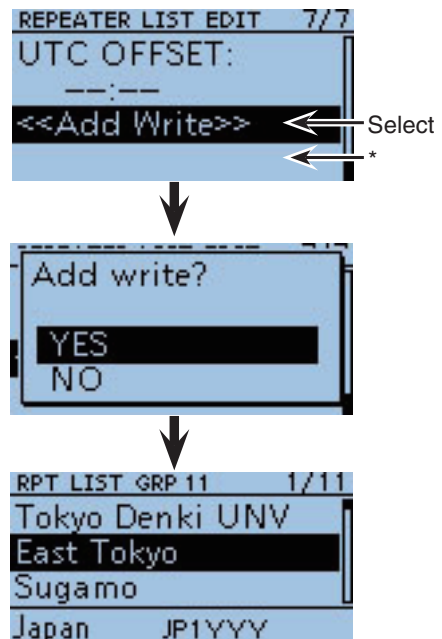 REPEATER LIST EDIT 7/7
UTC OFFSET:
--:--
<<Add Write>>
Select
*
Add write?
YES
NO
RPT LIST GRP 11 1/11
Tokyo Denki UNV
East Tokyo
Sugamo
Japan JP1YYY